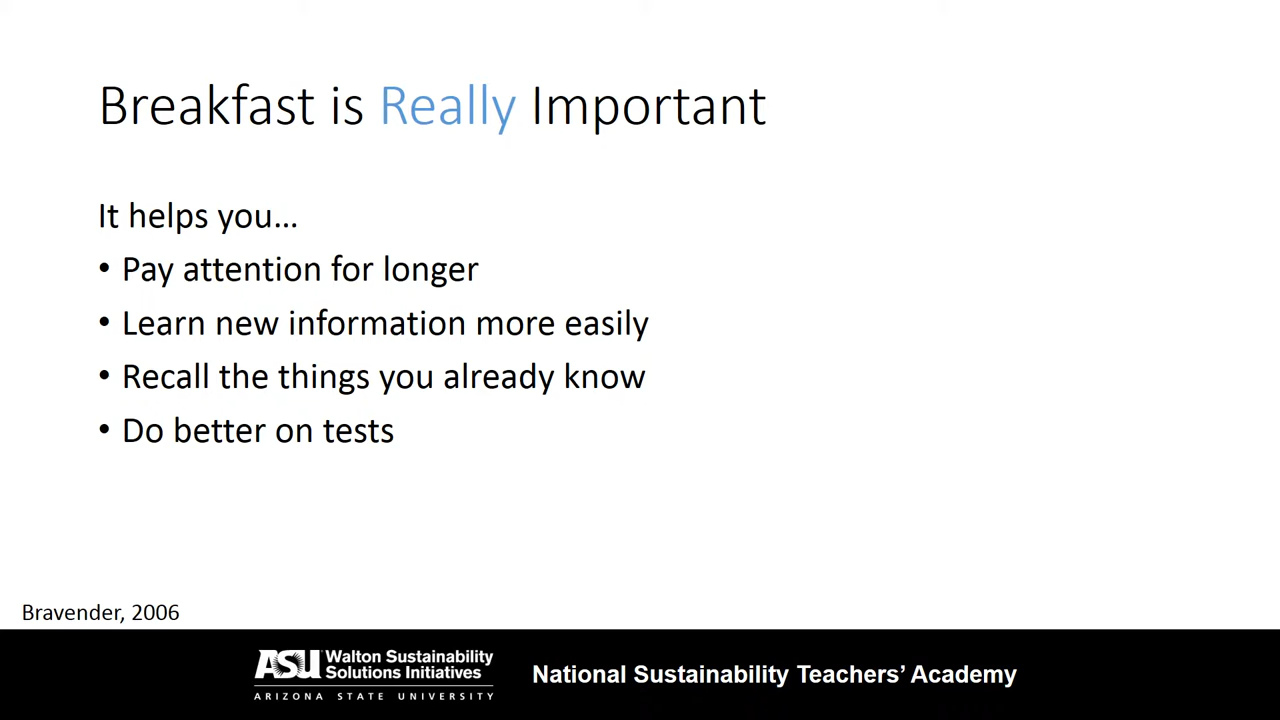 Breakfast is Really Important
It helps you…
• Pay attention for longer
• Learn new information more easily
• Recall the things you already know
• Do better on tests
Bravender, 2006
ASU Walton Sustainability
Solutions Initiatives
ARIZONA STATE UNIVERSITY
National Sustainability Teachers’ Academy